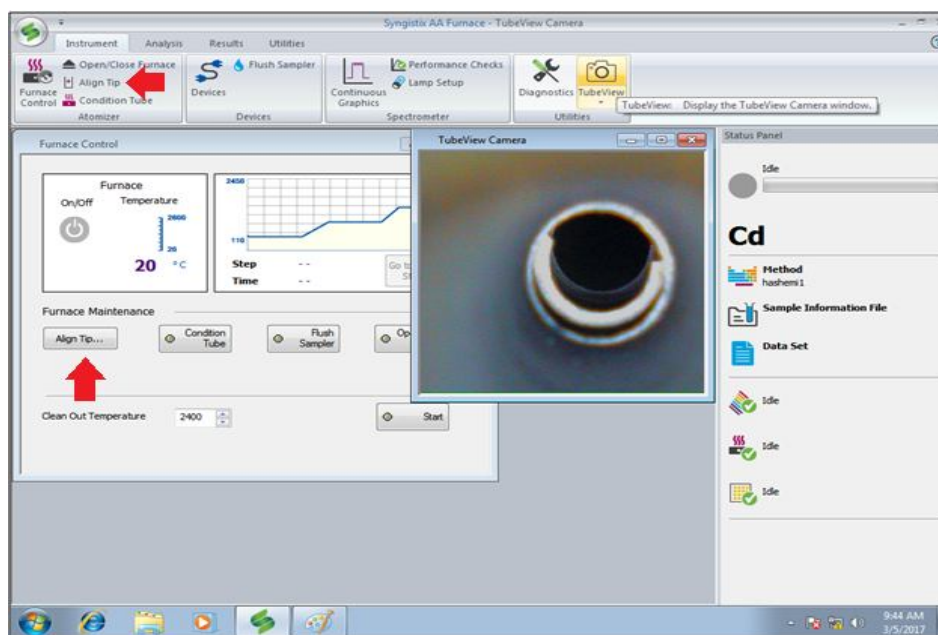 Syngistix AA Furnace - TubeView Camera
Instrument Analysis Results Utilities
Furnace Control
Open/Close Furnace
Align Tip
Condition Tube
Atomizer
Devices
Flush Sampler
Devices
Continuous Graphics
Performance Checks
Lamp Setup
Spectrometer
Diagnostics
TubeView
Utilities
TubeView: Display the TubeView Camera window.
Furnace Control
Furnace
On/Off
Temperature
2600
20
20 °C
2450
110
Step - -
Time - -
Go to
Furnace Maintenance
Align Tip...
Condition Tube
Flush Sampler
Op
Clean Out Temperature 2400
Start
TubeView Camera
Status Panel
Idle
Cd
Method
hashemi1
Sample Information File
Data Set
Idle
Idle
Idle
9:44 AM
3/5/2017